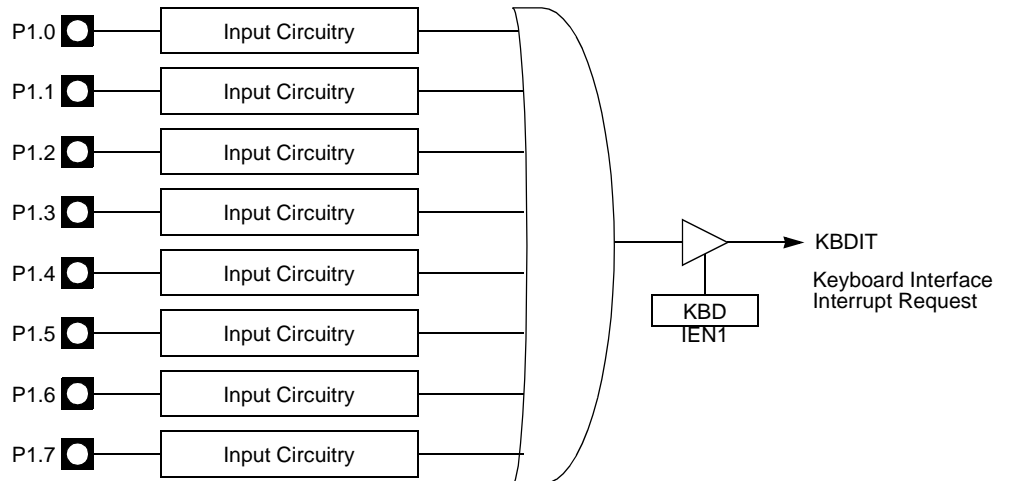 P1.0 Input Circuitry
P1.1 Input Circuitry
P1.2 Input Circuitry
P1.3 Input Circuitry
P1.4 Input Circuitry
P1.5 Input Circuitry
P1.6 Input Circuitry
P1.7 Input Circuitry
KBDIT
Keyboard Interface
Interrupt Request
KBD
IEN1